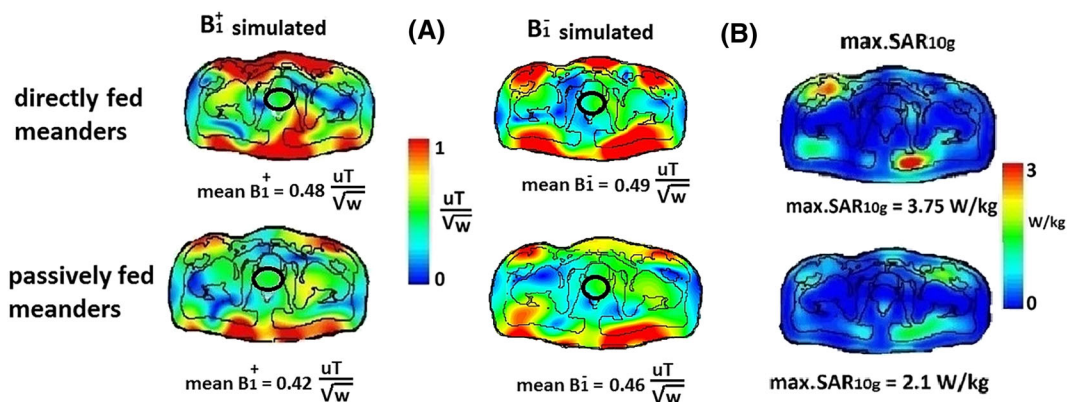 B₁⁺ simulated
(A)
B₁⁻ simulated
(B)
max.SAR₁₀g
directly fed
meanders
mean B₁⁺ = 0.48 uT/√w
mean B₁⁻ = 0.49 uT/√w
max.SAR₁₀g = 3.75 W/kg
1
uT/√w
0
3
W/kg
0
passively fed
meanders
mean B₁⁺ = 0.42 uT/√w
mean B₁⁻ = 0.46 uT/√w
max.SAR₁₀g = 2.1 W/kg